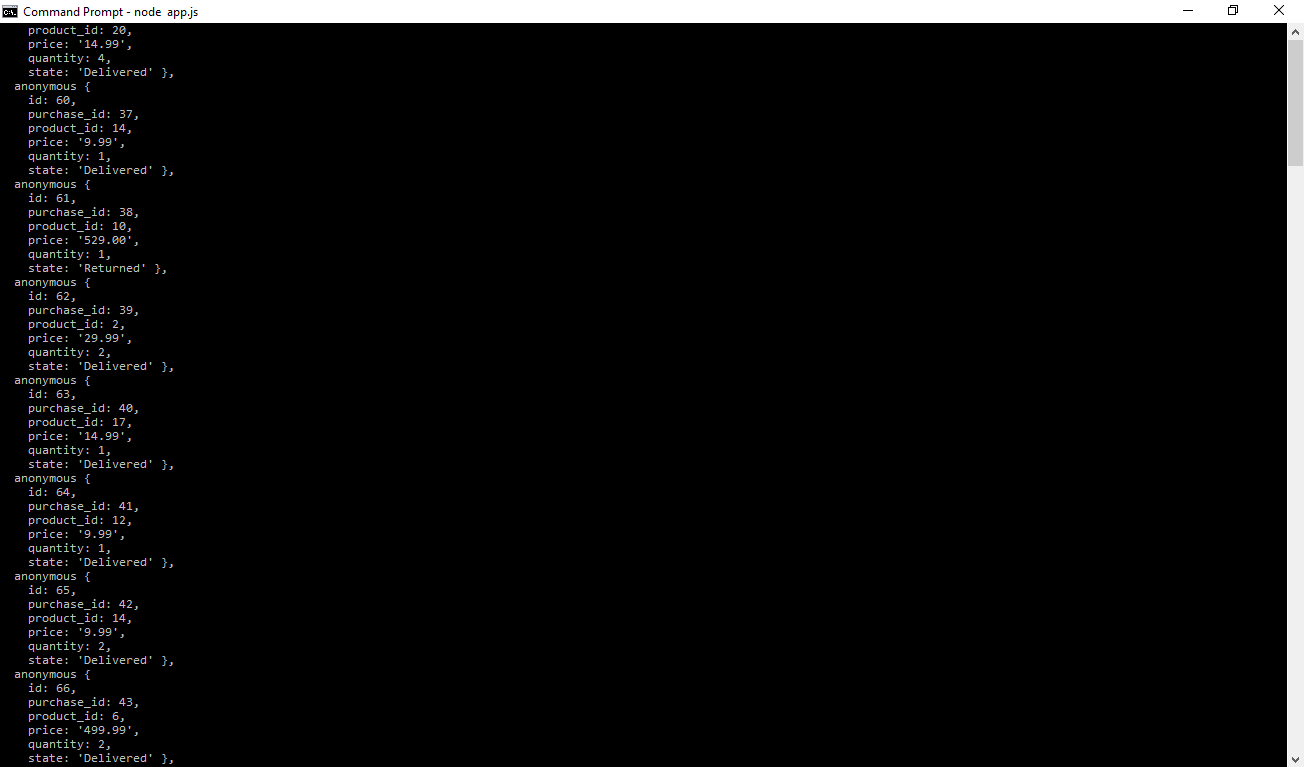 Command Prompt - node app.js
product_id: 20,
price: '14.99',
quantity: 4,
state: 'Delivered' },
anonymous {
id: 60,
purchase_id: 37,
product_id: 14,
price: '9.99',
quantity: 1,
state: 'Delivered' },
anonymous {
id: 61,
purchase_id: 38,
product_id: 10,
price: '529.00',
quantity: 1,
state: 'Returned' },
anonymous {
id: 62,
purchase_id: 39,
product_id: 2,
price: '29.99',
quantity: 2,
state: 'Delivered' },
anonymous {
id: 63,
purchase_id: 40,
product_id: 17,
price: '14.99',
quantity: 1,
state: 'Delivered' },
anonymous {
id: 64,
purchase_id: 41,
product_id: 12,
price: '9.99',
quantity: 1,
state: 'Delivered' },
anonymous {
id: 65,
purchase_id: 42,
product_id: 14,
price: '9.99',
quantity: 2,
state: 'Delivered' },
anonymous {
id: 66,
purchase_id: 43,
product_id: 6,
price: '499.99',
quantity: 2,
state: 'Delivered' },